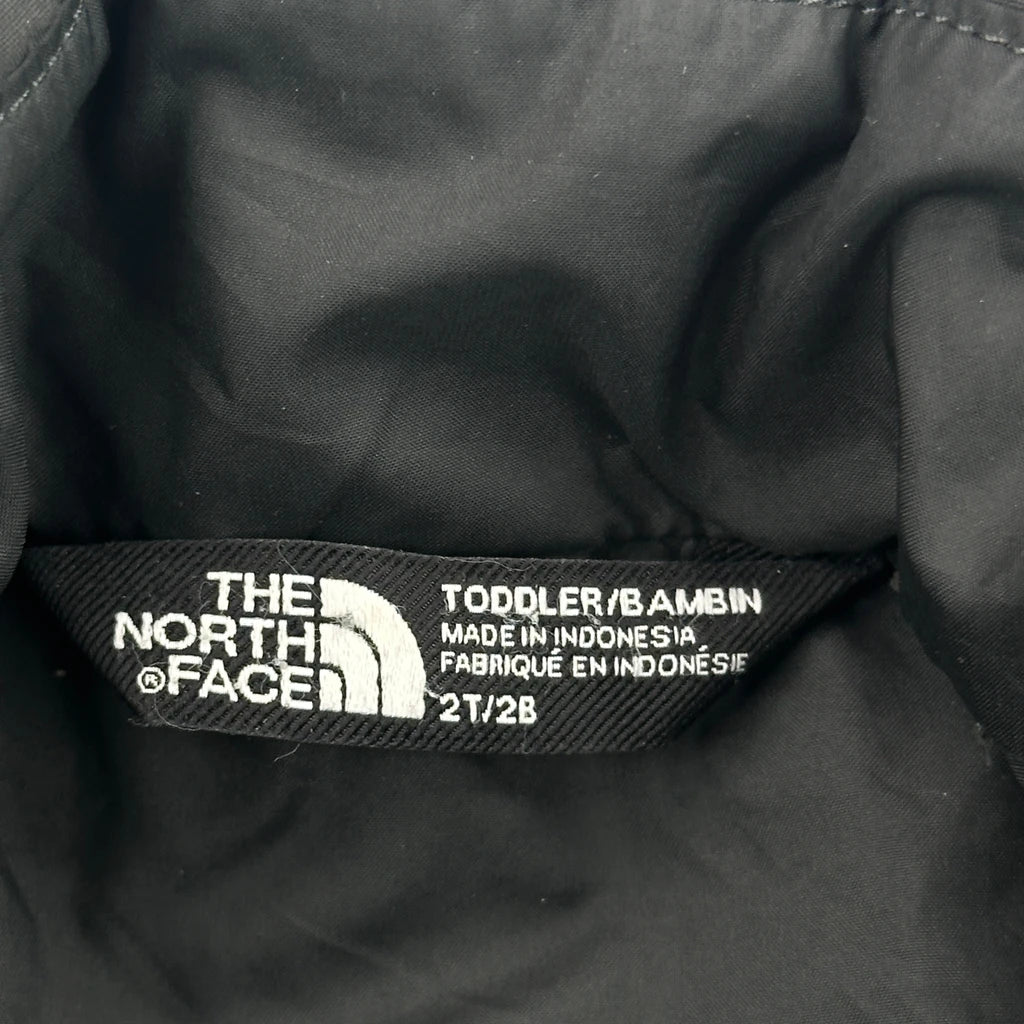 THE
NORTH
®FACE
TODDLER/BAMBIN
MADE IN INDONESIA
FABRIQUÉ EN INDONÉSIE
2T/2B